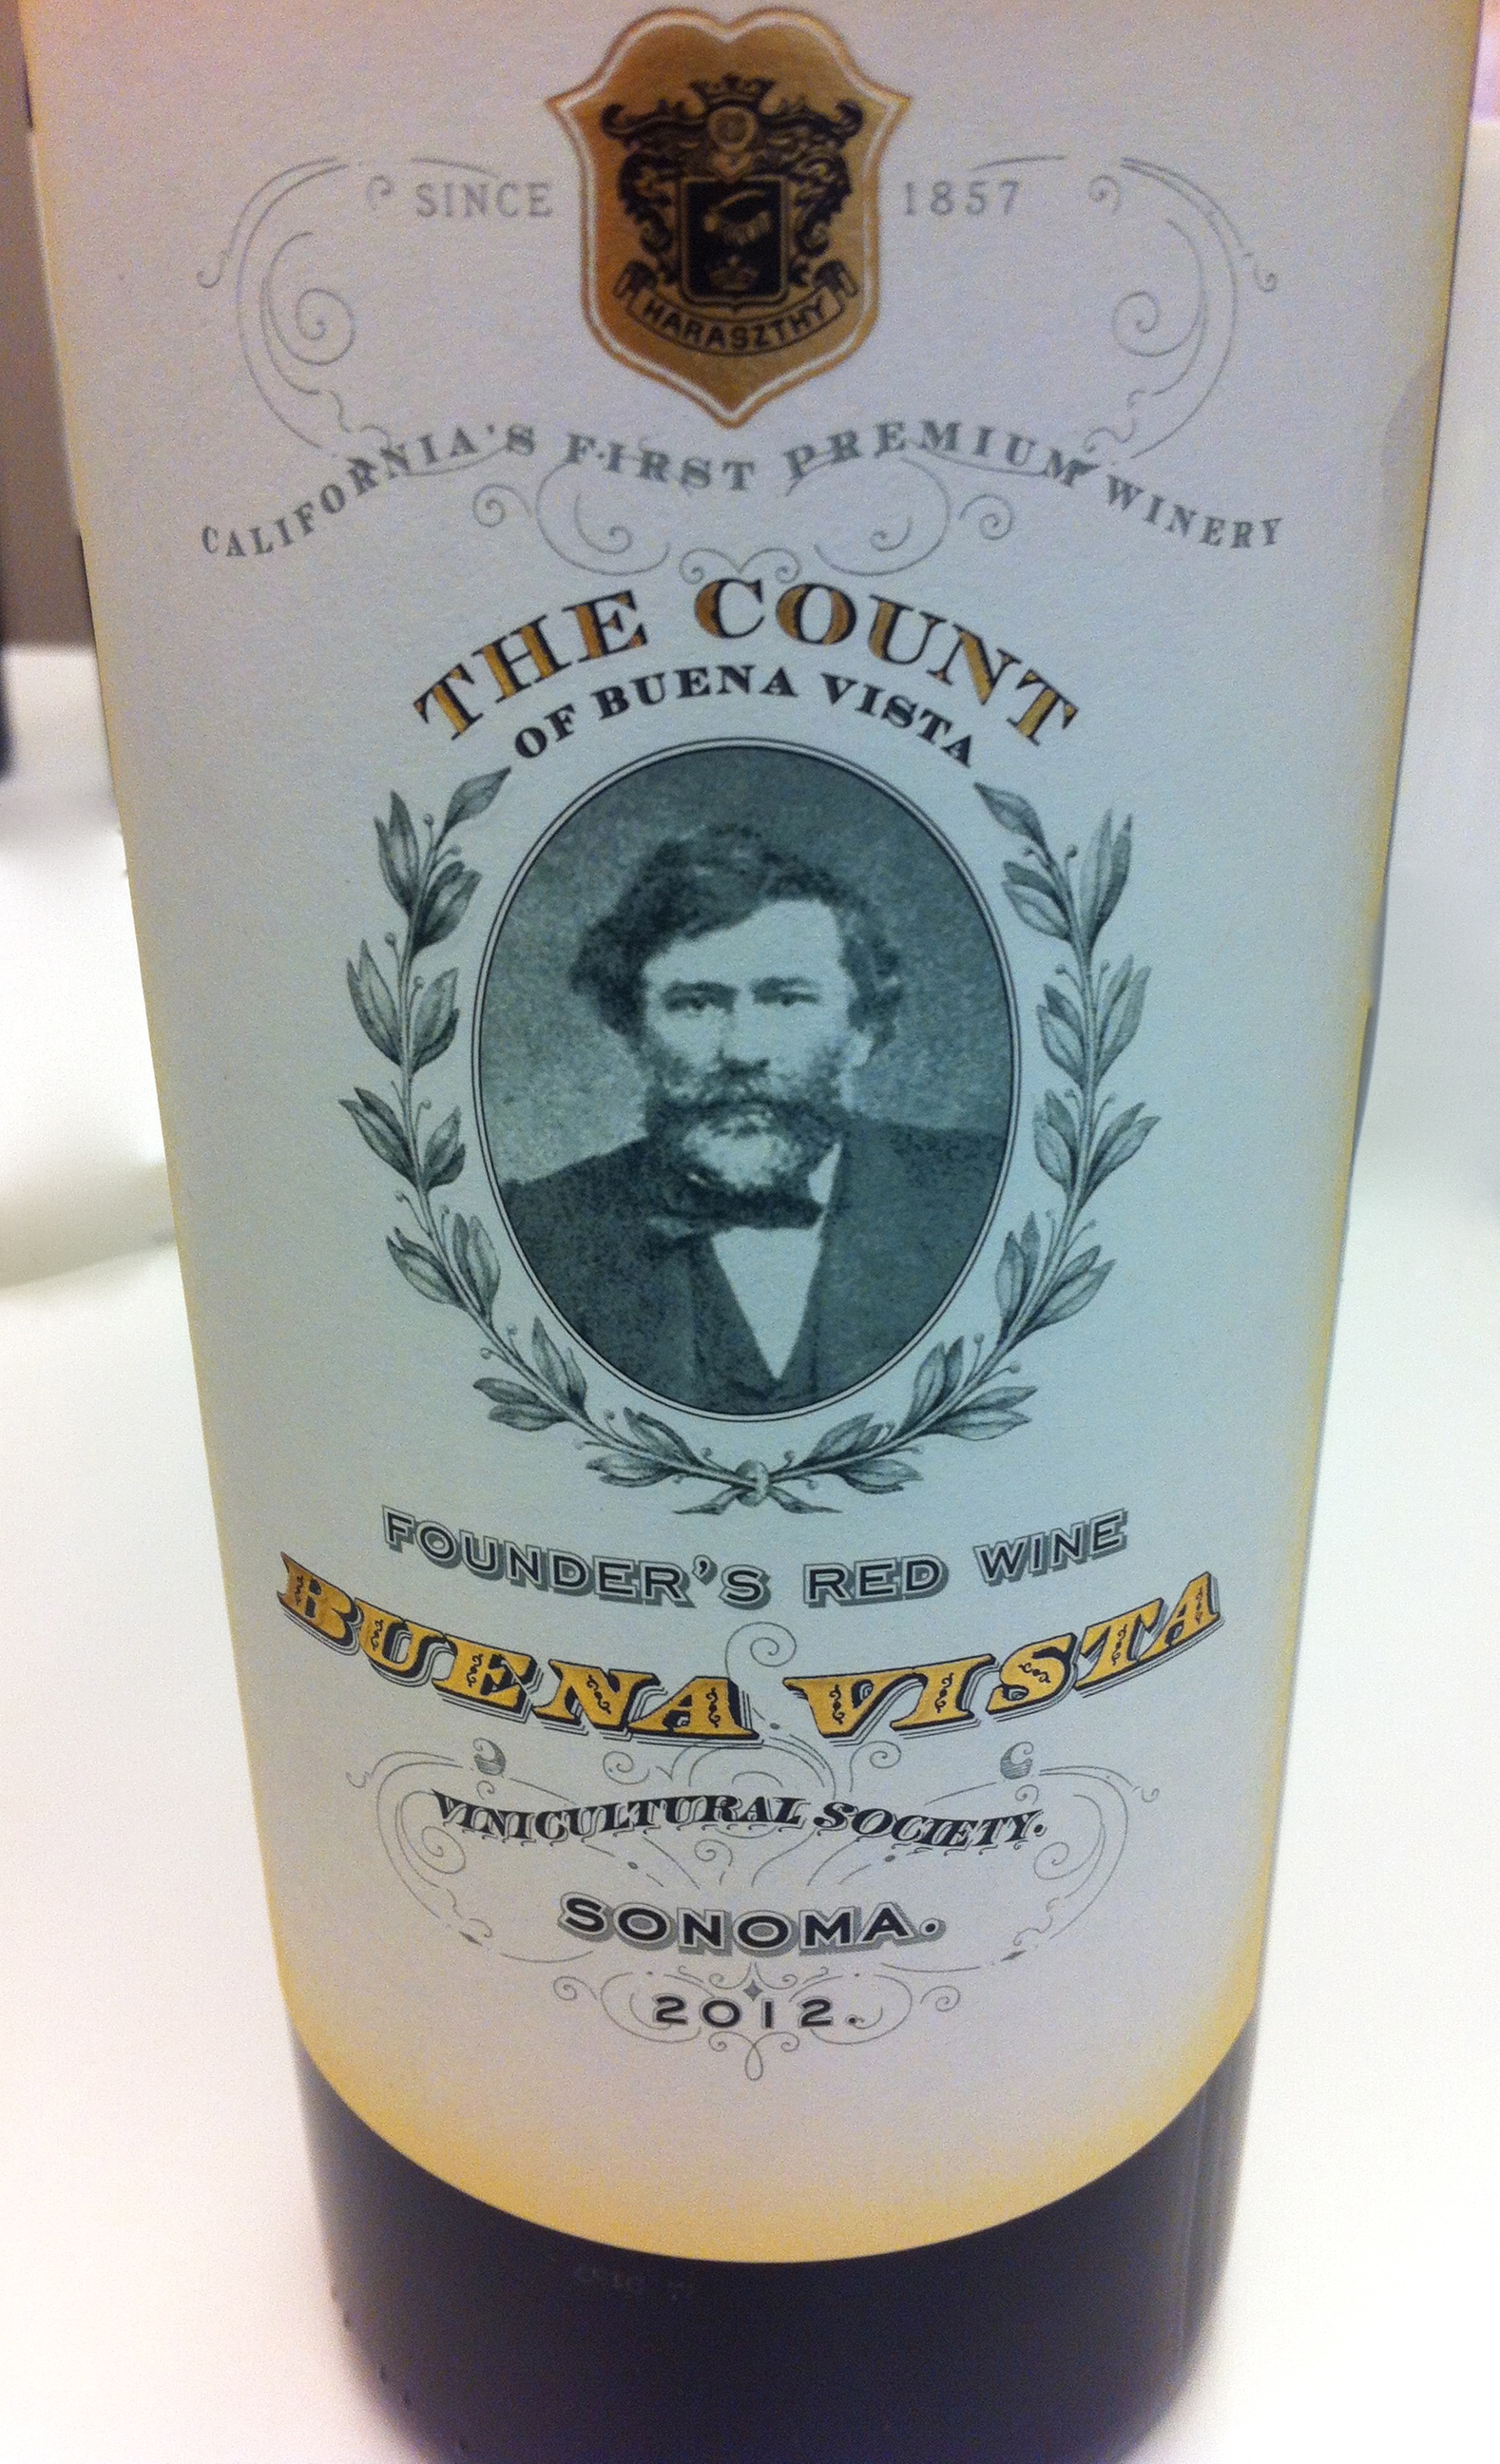 SINCE 1857
HARASZTHY
CALIFORNIA'S FIRST PREMIUM WINERY
THE COUNT
OF BUENA VISTA
FOUNDER'S RED WINE
BUENA VISTA
VINICULTURAL SOCIETY.
SONOMA.
2012.